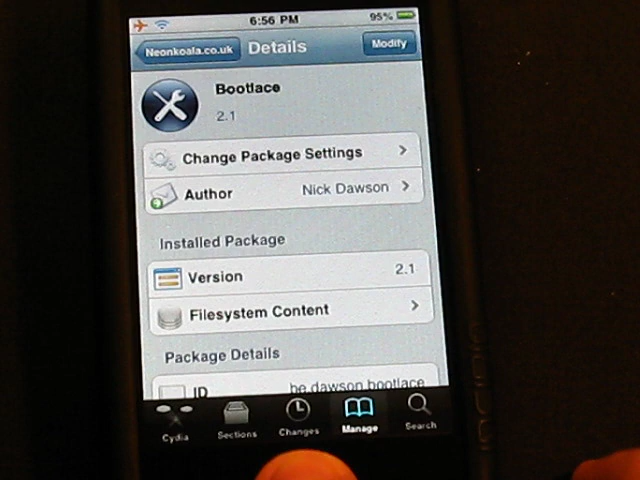 6:56 PM 95%
Neonkoala.co.uk Details Modify
Bootlace
2.1
Change Package Settings
Author Nick Dawson
Installed Package
Version 2.1
Filesystem Content
Package Details
ID be.dawson.bootlace
Cydia Sections Changes Manage Search